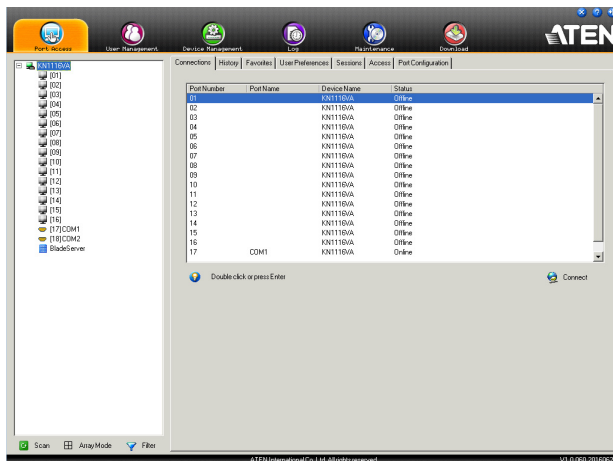 ATEN
Port Access
User Management
Device Management
Log
Maintenance
Download
KN1116VA
[01]
[02]
[03]
[04]
[05]
[06]
[07]
[08]
[09]
[10]
[11]
[12]
[13]
[14]
[15]
[16]
[17]COM1
[18]COM2
BladeServer
Scan
Array Mode
Filter
Connections History Favorites User Preferences Sessions Access Port Configuration
Port Number Port Name Device Name Status
01 KN1116VA Offline
02 KN1116VA Offline
03 KN1116VA Offline
04 KN1116VA Offline
05 KN1116VA Offline
06 KN1116VA Offline
07 KN1116VA Offline
08 KN1116VA Offline
09 KN1116VA Offline
10 KN1116VA Offline
11 KN1116VA Offline
12 KN1116VA Offline
13 KN1116VA Offline
14 KN1116VA Offline
15 KN1116VA Offline
16 KN1116VA Offline
17 COM1 KN1116VA Online
Double click or press Enter
Connect
ATEN International Co., Ltd. All rights reserved.